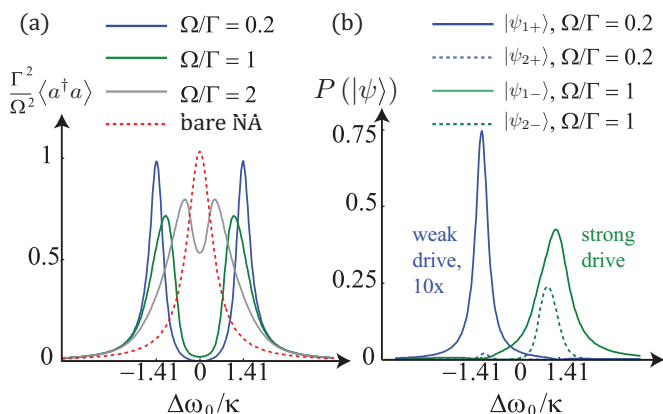 (a)
Ω/Γ = 0.2
Ω/Γ = 1
Ω/Γ = 2
bare NA
Γ²/Ω² ⟨a†a⟩
1
0.5
0
−1.41 0 1.41
Δω₀/κ
(b)
|ψ₁₊⟩, Ω/Γ = 0.2
|ψ₂₊⟩, Ω/Γ = 0.2
|ψ₁₋⟩, Ω/Γ = 1
|ψ₂₋⟩, Ω/Γ = 1
P(|ψ⟩)
0.75
0.5
0.25
0
weak
drive,
10x
strong
drive
−1.41 0 1.41
Δω₀/κ